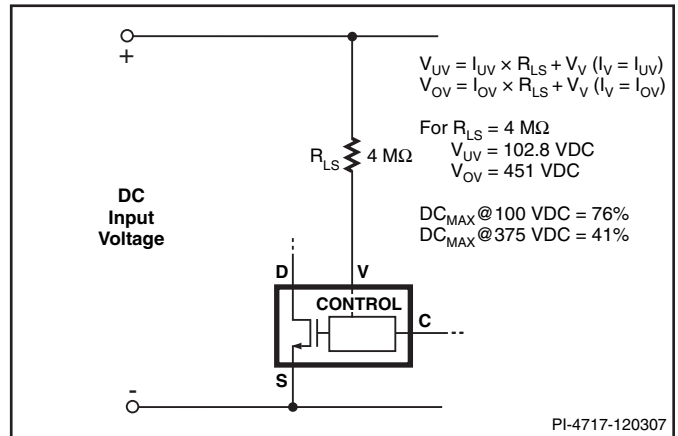 +
V_UV = I_UV × R_LS + V_V (I_V = I_UV)
V_OV = I_OV × R_LS + V_V (I_V = I_OV)
For R_LS = 4 MΩ
V_UV = 102.8 VDC
V_OV = 451 VDC
R_LS 4 MΩ
DC
Input
Voltage
DC_MAX@100 VDC = 76%
DC_MAX@375 VDC = 41%
D V
CONTROL
C
S
-
PI-4717-120307